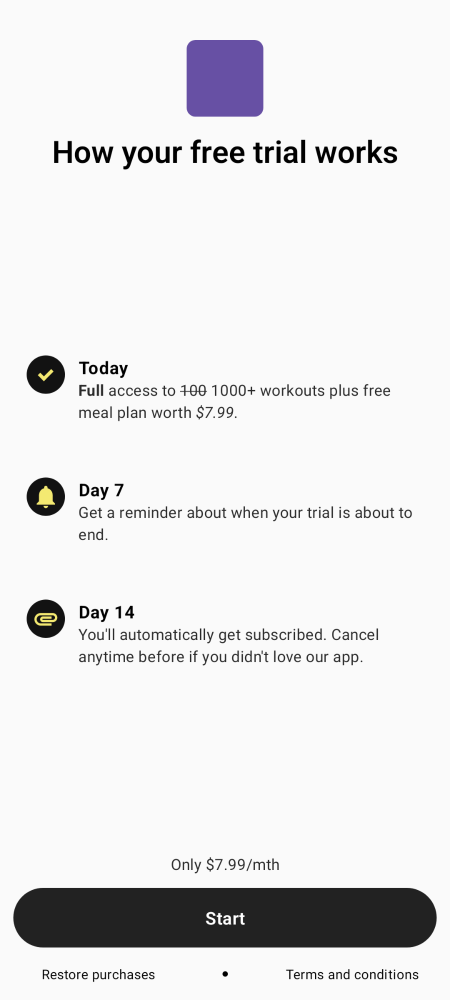 How your free trial works
Today
Full access to 100 1000+ workouts plus free
meal plan worth $7.99.
Day 7
Get a reminder about when your trial is about to
end.
Day 14
You'll automatically get subscribed. Cancel
anytime before if you didn't love our app.
Only $7.99/mth
Start
Restore purchases
•
Terms and conditions